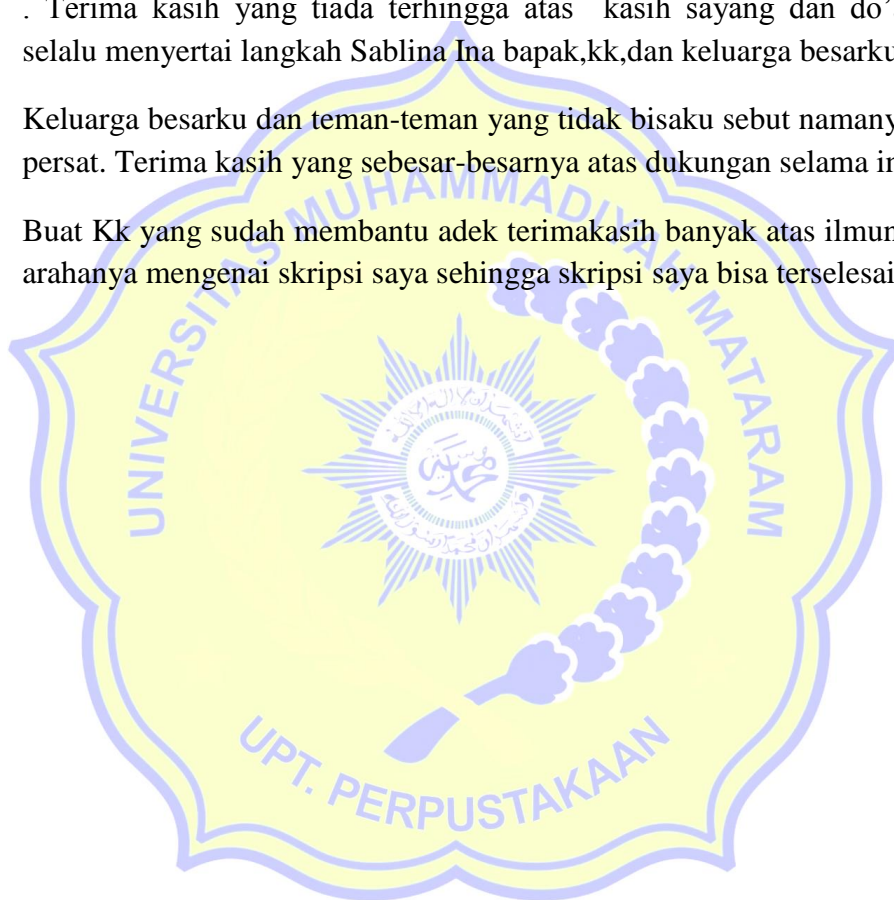 . Terima kasih yang tiada terhingga atas kasih sayang dan do’
selalu menyertai langkah Sablina Ina bapak,kk,dan keluarga besarku
Keluarga besarku dan teman-teman yang tidak bisaku sebut namany
persat. Terima kasih yang sebesar-besarnya atas dukungan selama in
Buat Kk yang sudah membantu adek terimakasih banyak atas ilmun
arahanya mengenai skripsi saya sehingga skripsi saya bisa terselesai
UNIVERSITAS MUHAMMADIYAH MATARAM
UPT. PERPUSTAKAAN